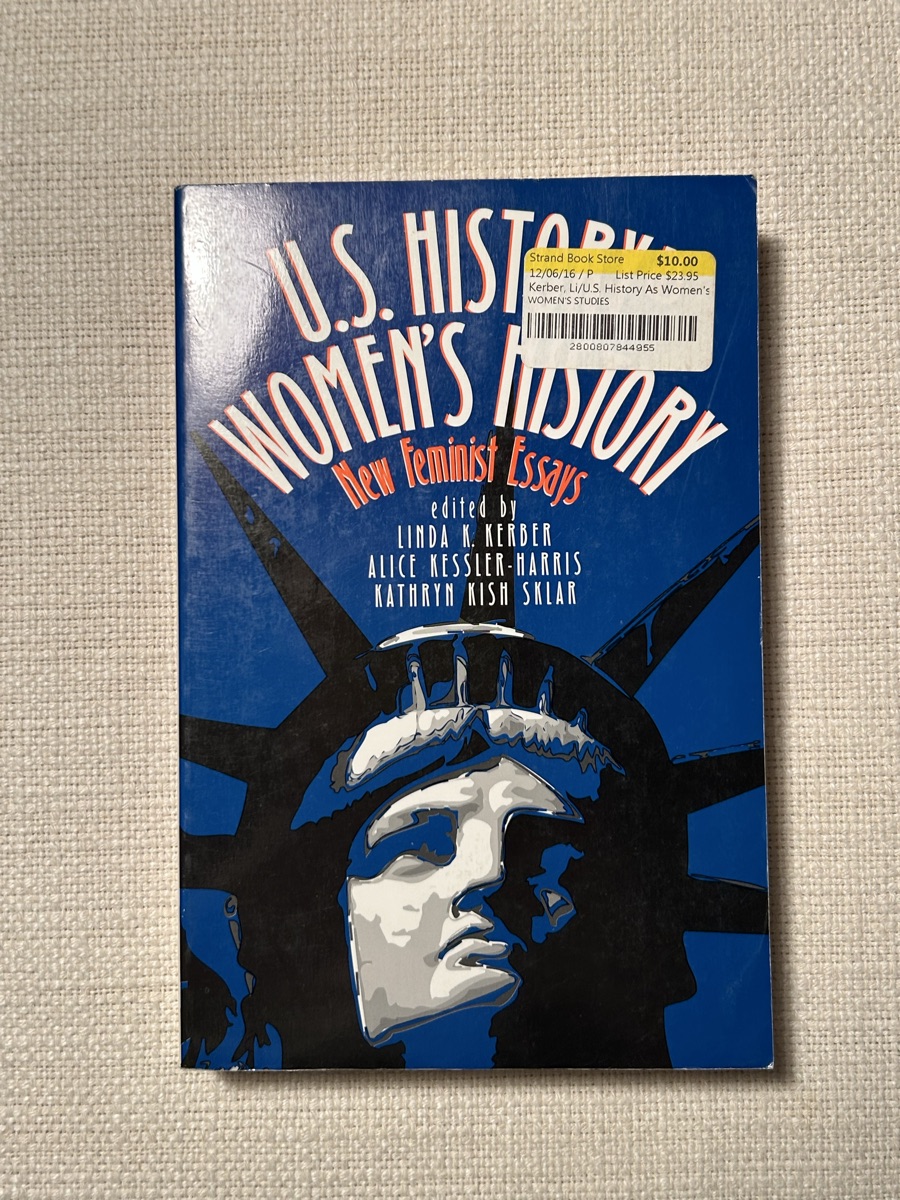 U.S. HISTORY
WOMEN'S HISTORY
New Feminist Essays
edited by
LINDA K. KERBER
ALICE KESSLER-HARRIS
KATHRYN KISH SKLAR
Strand Book Store $10.00
12/06/16 / P List Price $23.95
Kerber, Li/U.S. History As Women's
WOMEN'S STUDIES
2800807844955